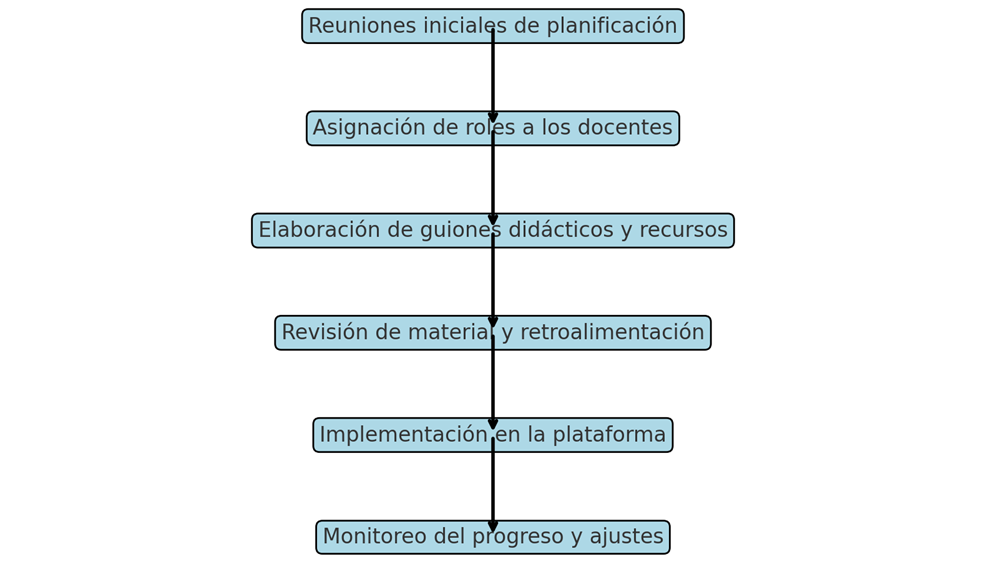 Reuniones iniciales de planificación
Asignación de roles a los docentes
Elaboración de guiones didácticos y recursos
Revisión de material y retroalimentación
Implementación en la plataforma
Monitoreo del progreso y ajustes